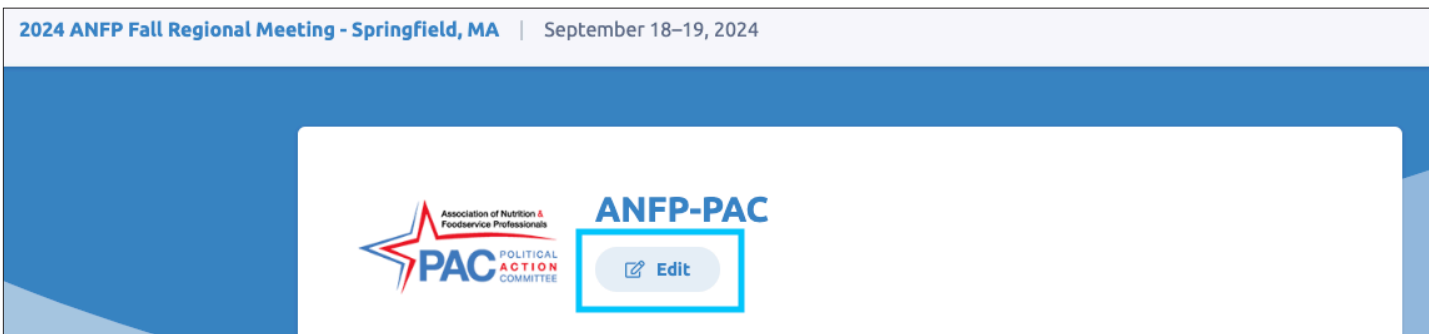 2024 ANFP Fall Regional Meeting - Springfield, MA | September 18–19, 2024
Association of Nutrition &
Foodservice Professionals
PAC POLITICAL
ACTION
COMMITTEE
ANFP-PAC
Edit